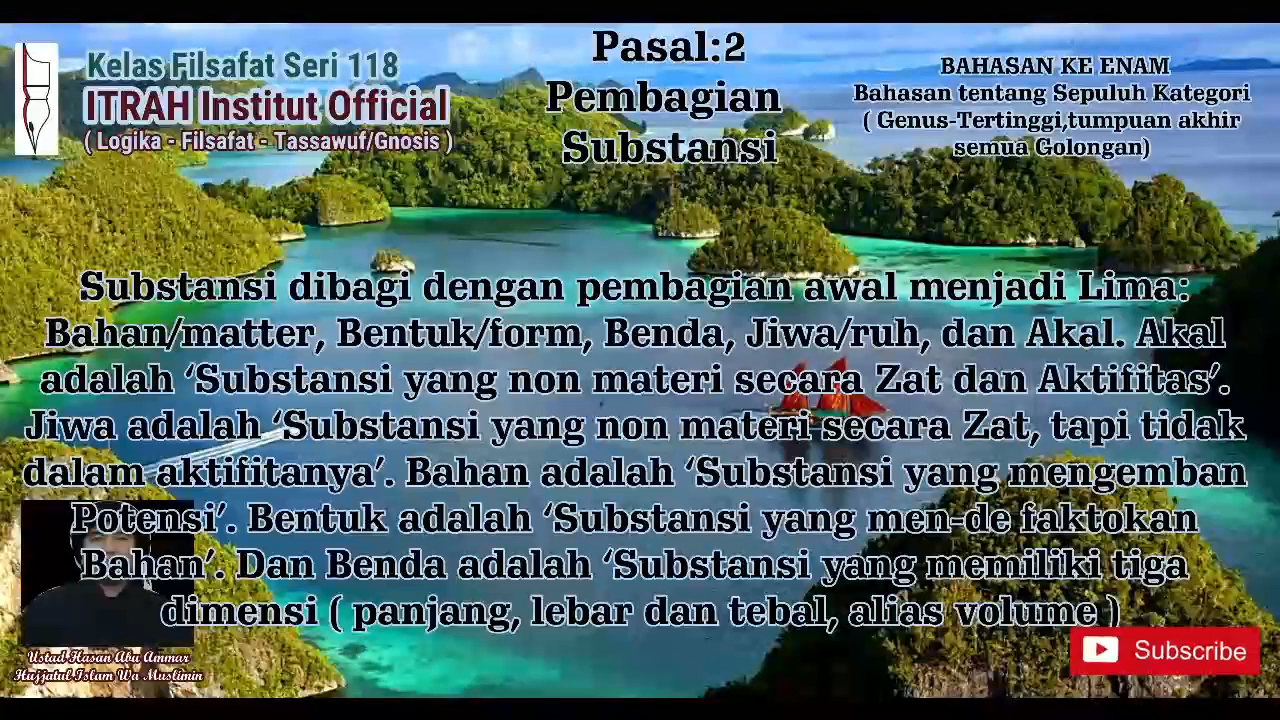 Kelas Filsafat Seri 118
ITRAH Institut Official
( Logika - Filsafat - Tassawuf/Gnosis )
Pasal:2
Pembagian
Substansi
BAHASAN KE ENAM
Bahasan tentang Sepuluh Kategori
( Genus-Tertinggi,tumpuan akhir
semua Golongan)
Substansi dibagi dengan pembagian awal menjadi Lima:
Bahan/matter, Bentuk/form, Benda, Jiwa/ruh, dan Akal. Akal
adalah ‘Substansi yang non materi secara Zat dan Aktifitas’.
Jiwa adalah ‘Substansi yang non materi secara Zat, tapi tidak
dalam aktifitanya’. Bahan adalah ‘Substansi yang mengemban
Potensi’. Bentuk adalah ‘Substansi yang men-de faktokan
Bahan’. Dan Benda adalah ‘Substansi yang memiliki tiga
dimensi ( panjang, lebar dan tebal, alias volume )
Ustad Hasan Abu Ammar
Hujjatul Islam Wa Muslimin
Subscribe